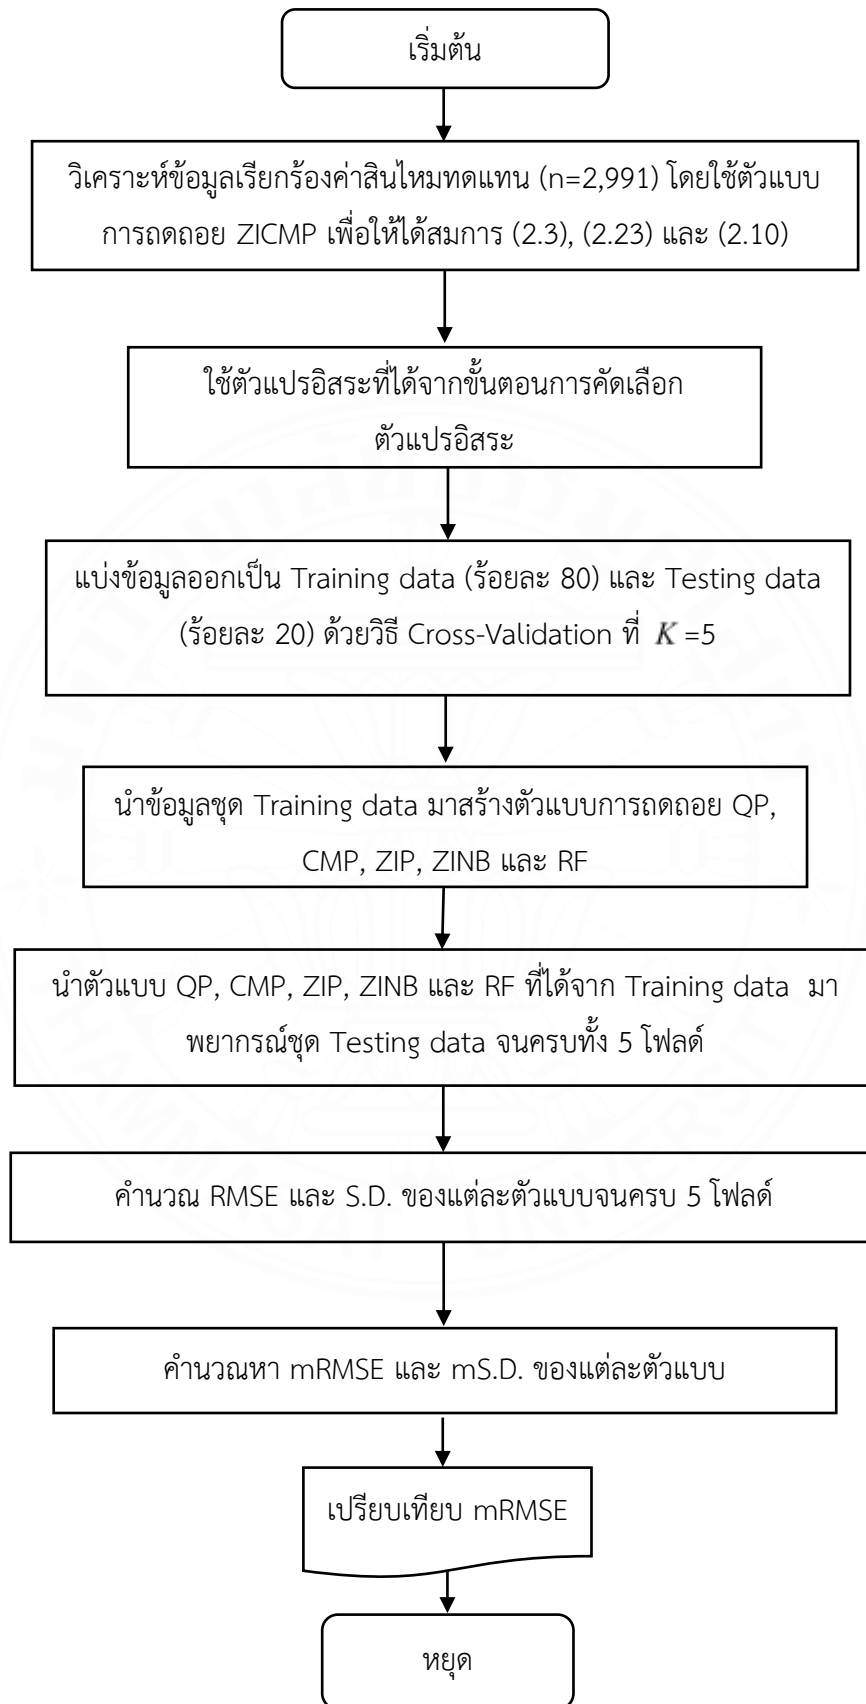 เริ่มต้น
วิเคราะห์ข้อมูลเรียกร้องค่าสินไหมทดแทน (n=2,991) โดยใช้ตัวแบบ
การถดถอย ZICMP เพื่อให้ได้สมการ (2.3), (2.23) และ (2.10)
ใช้ตัวแปรอิสระที่ได้จากขั้นตอนการคัดเลือก
ตัวแปรอิสระ
แบ่งข้อมูลออกเป็น Training data (ร้อยละ 80) และ Testing data
(ร้อยละ 20) ด้วยวิธี Cross-Validation ที่ K =5
นำข้อมูลชุด Training data มาสร้างตัวแบบการถดถอย QP,
CMP, ZIP, ZINB และ RF
นำตัวแบบ QP, CMP, ZIP, ZINB และ RF ที่ได้จาก Training data มา
พยากรณ์ชุด Testing data จนครบทั้ง 5 โฟลด์
คำนวณ RMSE และ S.D. ของแต่ละตัวแบบจนครบ 5 โฟลด์
คำนวณหา mRMSE และ mS.D. ของแต่ละตัวแบบ
เปรียบเทียบ mRMSE
หยุด